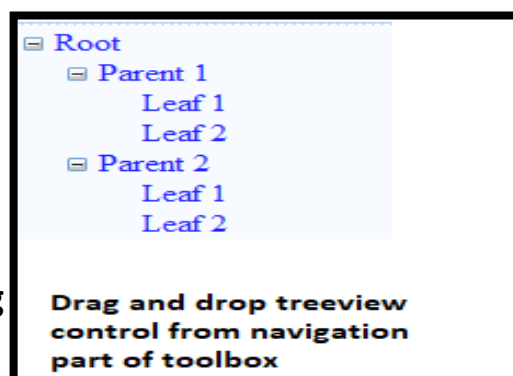 Root
Parent 1
Leaf 1
Leaf 2
Parent 2
Leaf 1
Leaf 2
Drag and drop treeview
control from navigation
part of toolbox